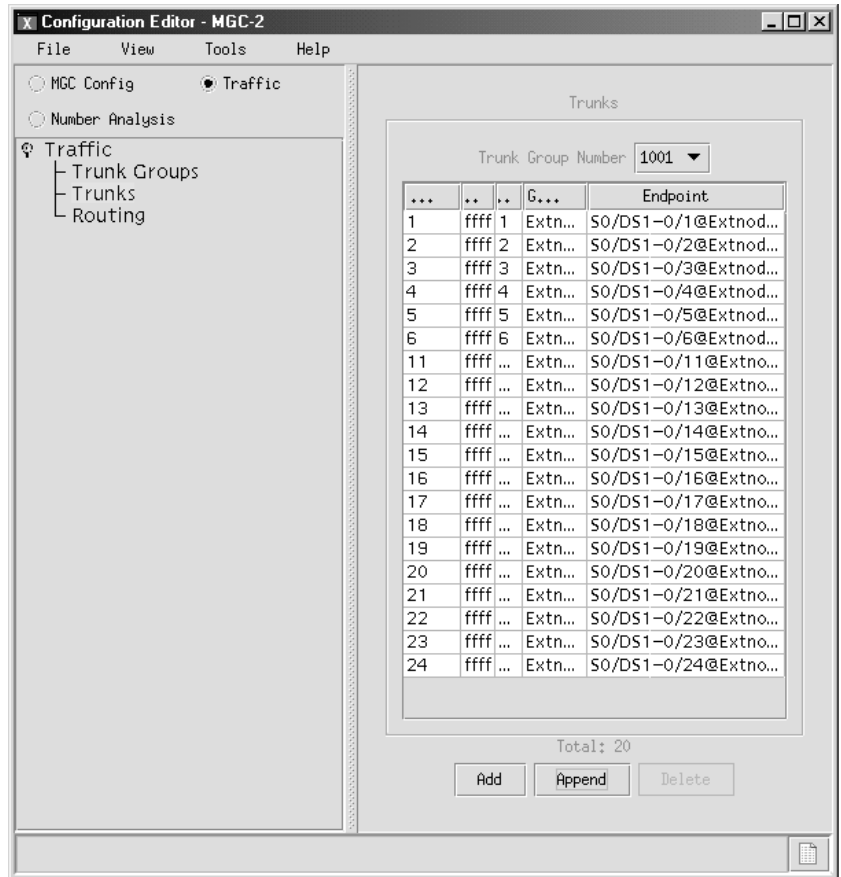 X Configuration Editor - MGC-2
File View Tools Help
MGC Config Traffic
Number Analysis
Traffic
Trunk Groups
Trunks
Routing
Trunks
Trunk Group Number 1001
... .. .. G... Endpoint
1 ffff 1 Extn... S0/DS1-0/1@Extnod...
2 ffff 2 Extn... S0/DS1-0/2@Extnod...
3 ffff 3 Extn... S0/DS1-0/3@Extnod...
4 ffff 4 Extn... S0/DS1-0/4@Extnod...
5 ffff 5 Extn... S0/DS1-0/5@Extnod...
6 ffff 6 Extn... S0/DS1-0/6@Extnod...
11 ffff ... Extn... S0/DS1-0/11@Extno...
12 ffff ... Extn... S0/DS1-0/12@Extno...
13 ffff ... Extn... S0/DS1-0/13@Extno...
14 ffff ... Extn... S0/DS1-0/14@Extno...
15 ffff ... Extn... S0/DS1-0/15@Extno...
16 ffff ... Extn... S0/DS1-0/16@Extno...
17 ffff ... Extn... S0/DS1-0/17@Extno...
18 ffff ... Extn... S0/DS1-0/18@Extno...
19 ffff ... Extn... S0/DS1-0/19@Extno...
20 ffff ... Extn... S0/DS1-0/20@Extno...
21 ffff ... Extn... S0/DS1-0/21@Extno...
22 ffff ... Extn... S0/DS1-0/22@Extno...
23 ffff ... Extn... S0/DS1-0/23@Extno...
24 ffff ... Extn... S0/DS1-0/24@Extno...
Total: 20
Add Append Delete